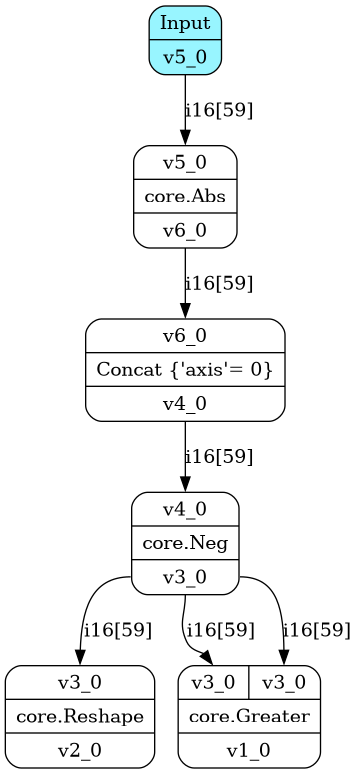 Input
v5_0
i16[59]
v5_0
core.Abs
v6_0
i16[59]
v6_0
Concat {'axis'= 0}
v4_0
i16[59]
v4_0
core.Neg
v3_0
i16[59] i16[59] i16[59]
v3_0 v3_0 v3_0
core.Reshape core.Greater
v2_0 v1_0